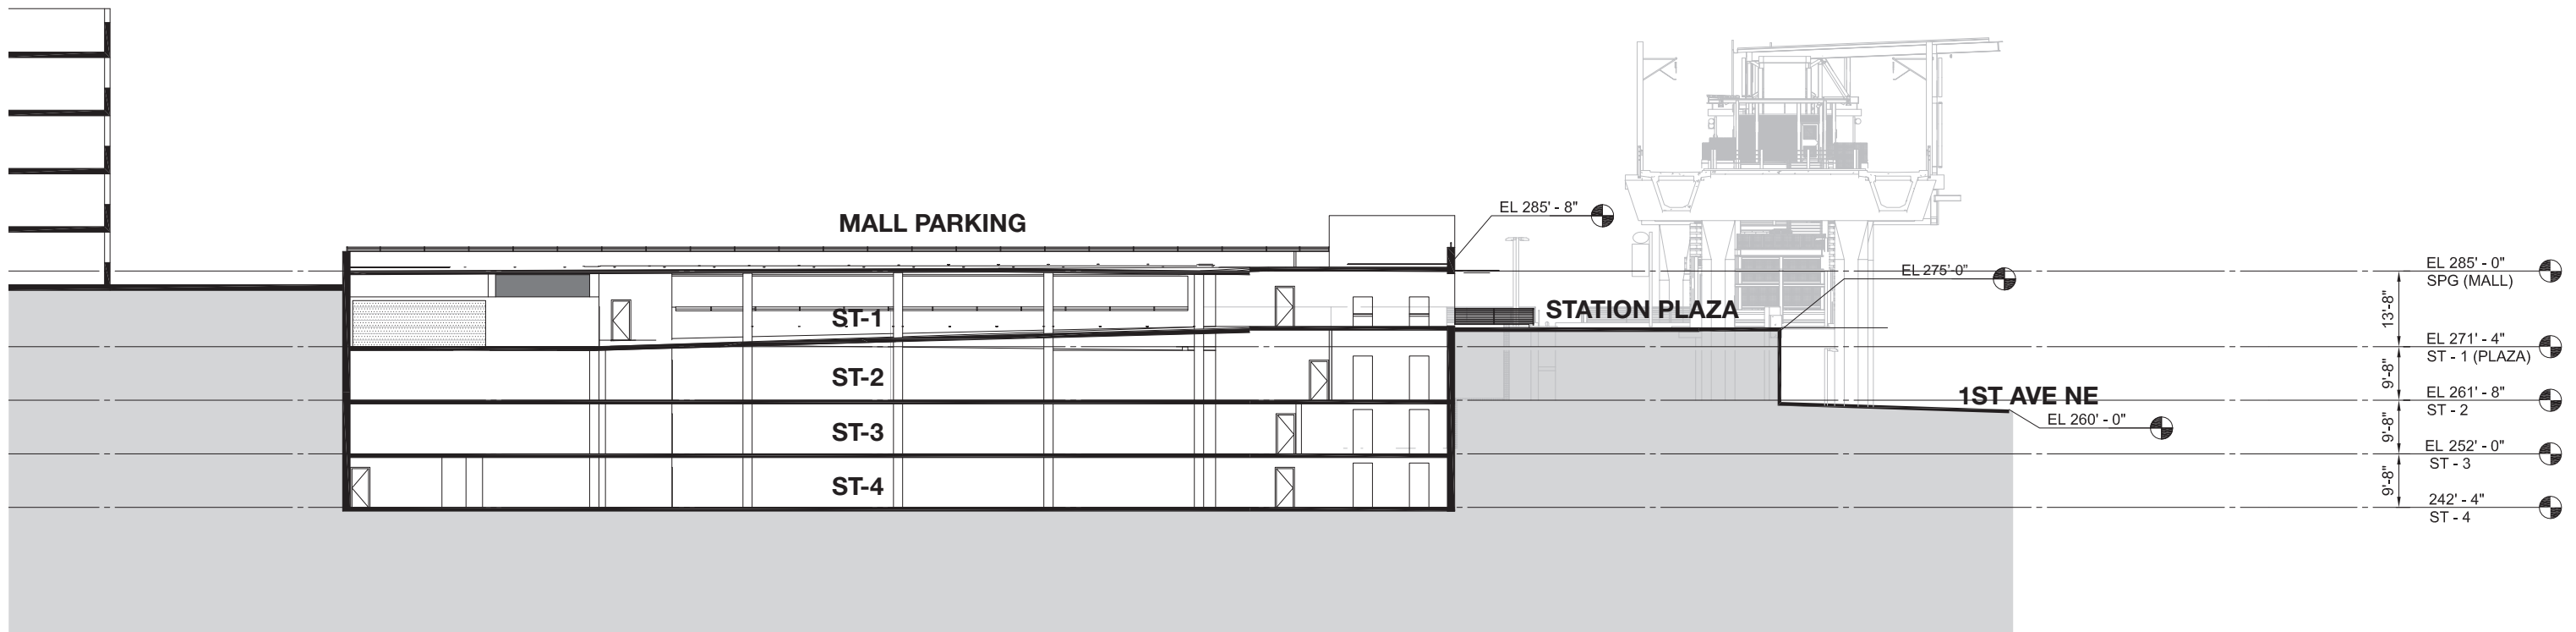 MALL PARKING
EL 285' - 8"
EL 275'-0"
EL 285' - 0"
SPG (MALL)
13'-8"
ST-1
STATION PLAZA
EL 271' - 4"
ST - 1 (PLAZA)
9'-8"
ST-2
1ST AVE NE
EL 261' - 8"
ST - 2
EL 260' - 0"
9'-8"
ST-3
EL 252' - 0"
ST - 3
9'-8"
ST-4
242' - 4"
ST - 4